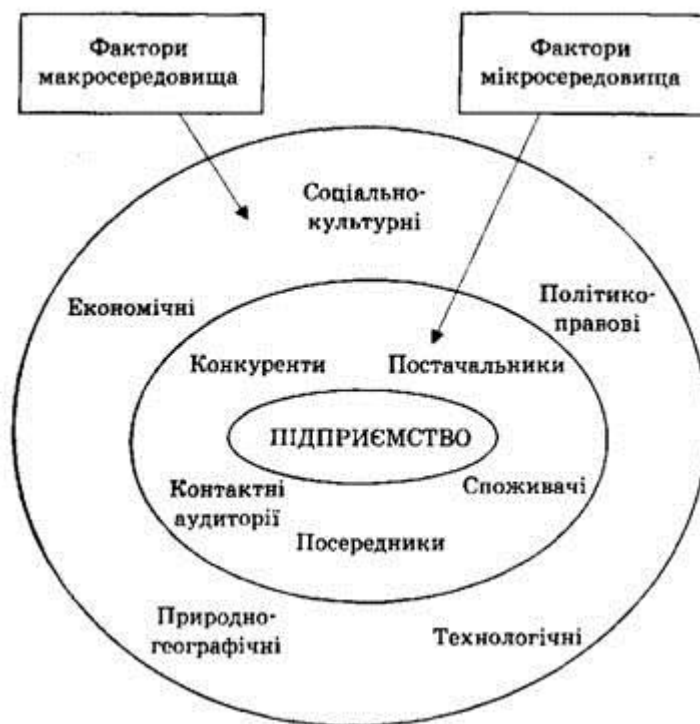 Фактори
макросередовища
Фактори
мікросередовища
Соціально-
культурні
Економічні
Політико-
правові
Конкуренти
Постачальники
ПІДПРИЄМСТВО
Контактні
аудиторії
Споживачі
Посередники
Природно-
географічні
Технологічні